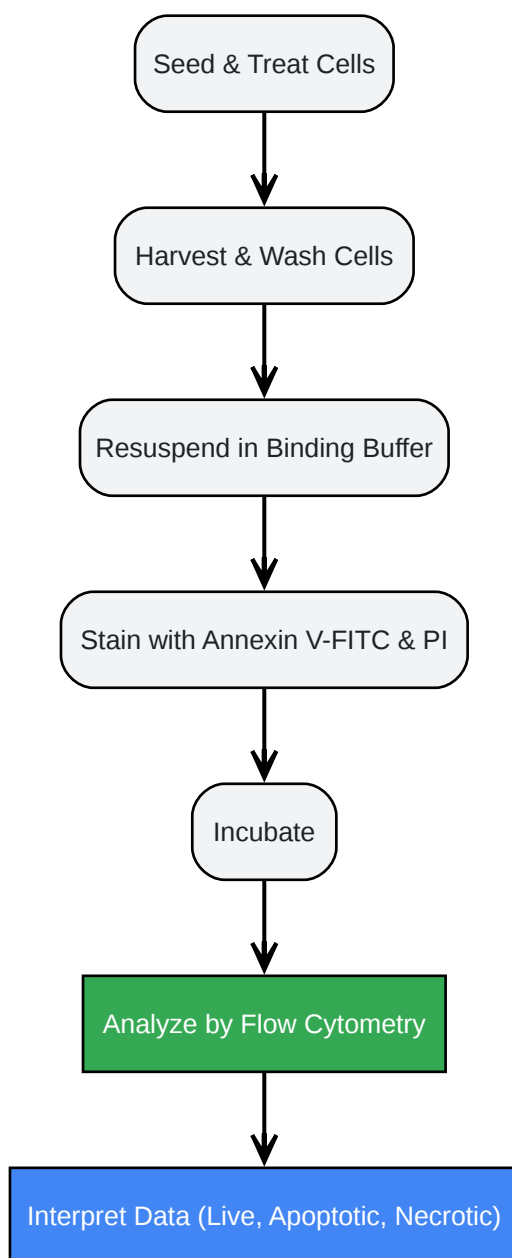 Seed & Treat Cells
Harvest & Wash Cells
Resuspend in Binding Buffer
Stain with Annexin V-FITC & PI
Incubate
Analyze by Flow Cytometry
Interpret Data (Live, Apoptotic, Necrotic)